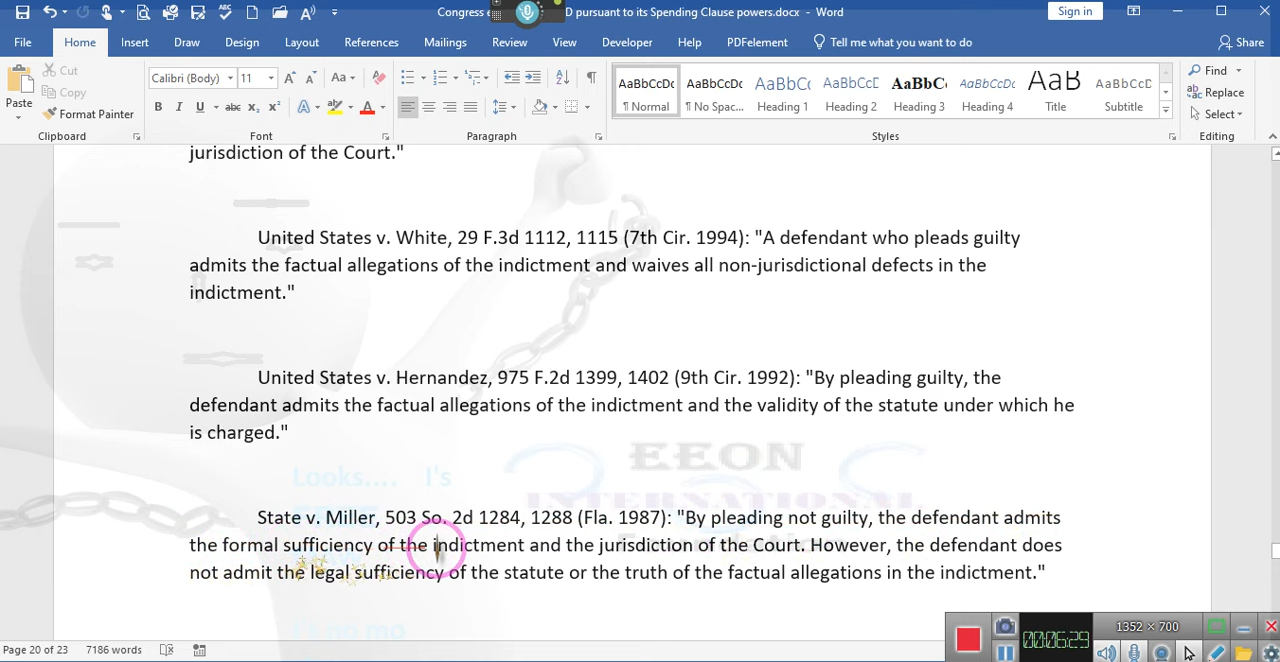 Congress e D pursuant to its Spending Clause powers.docx - Word
Sign in
File Home Insert Draw Design Layout References Mailings Review View Developer Help PDFelement Tell me what you want to do Share
Paste
Cut
Copy
Format Painter
Calibri (Body) 11
AaBbCcDc AaBbCcDc AaBbCcD AaBbCcD AaBbC AaBbCcD AaB AaBbCcD
¶ Normal ¶ No Spac... Heading 1 Heading 2 Heading 3 Heading 4 Title Subtitle
Find
Replace
Select
Clipboard Font Paragraph Styles Editing
jurisdiction of the Court."
United States v. White, 29 F.3d 1112, 1115 (7th Cir. 1994): "A defendant who pleads guilty
admits the factual allegations of the indictment and waives all non-jurisdictional defects in the
indictment."
United States v. Hernandez, 975 F.2d 1399, 1402 (9th Cir. 1992): "By pleading guilty, the
defendant admits the factual allegations of the indictment and the validity of the statute under which he
is charged."
Looks.... I's
EEON
INTERNATIONAL
State v. Miller, 503 So. 2d 1284, 1288 (Fla. 1987): "By pleading not guilty, the defendant admits
the formal sufficiency of the indictment and the jurisdiction of the Court. However, the defendant does
not admit the legal sufficiency of the statute or the truth of the factual allegations in the indictment."
no mo
Page 20 of 23 7186 words
1352 × 700
00:06:29